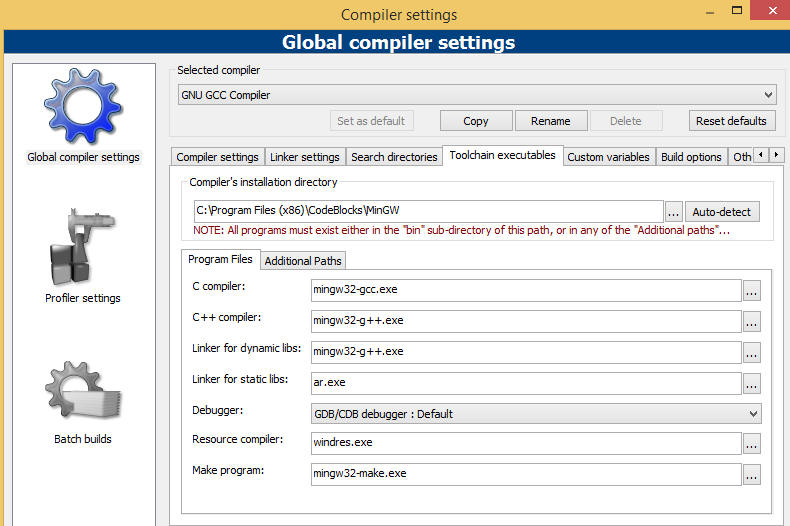 Compiler settings
Global compiler settings
Global compiler settings
Profiler settings
Batch builds
Selected compiler
GNU GCC Compiler
Set as default Copy Rename Delete Reset defaults
Compiler settings Linker settings Search directories Toolchain executables Custom variables Build options Oth
Compiler's installation directory
C:\Program Files (x86)\CodeBlocks\MinGW ... Auto-detect
NOTE: All programs must exist either in the "bin" sub-directory of this path, or in any of the "Additional paths"...
Program Files Additional Paths
C compiler: mingw32-gcc.exe ...
C++ compiler: mingw32-g++.exe ...
Linker for dynamic libs: mingw32-g++.exe ...
Linker for static libs: ar.exe ...
Debugger: GDB/CDB debugger : Default
Resource compiler: windres.exe ...
Make program: mingw32-make.exe ...